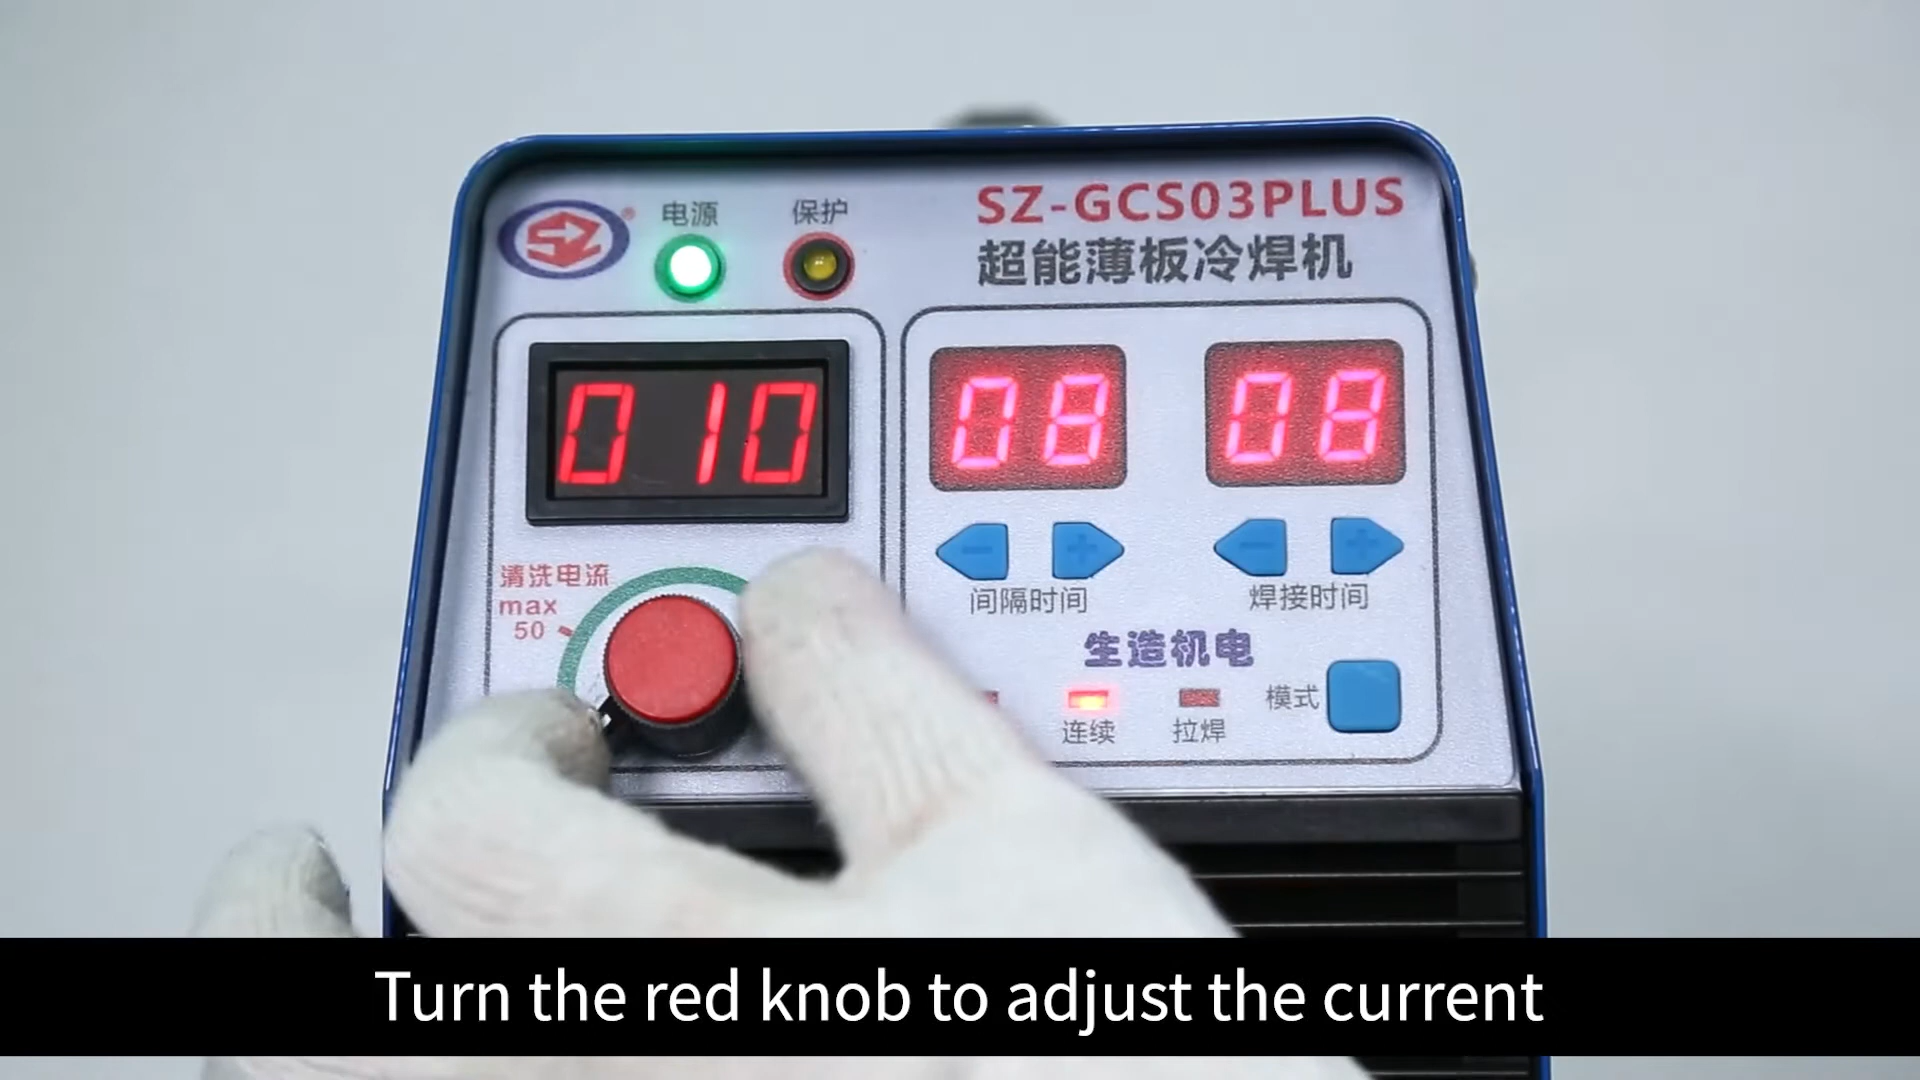 SZ-GCS03PLUS
超能薄板冷焊机
SZ®
电源
保护
010
08
08
清洗电流
max
50
-
+
-
+
间隔时间
焊接时间
生造机电
连续
拉焊
模式
Turn the red knob to adjust the current